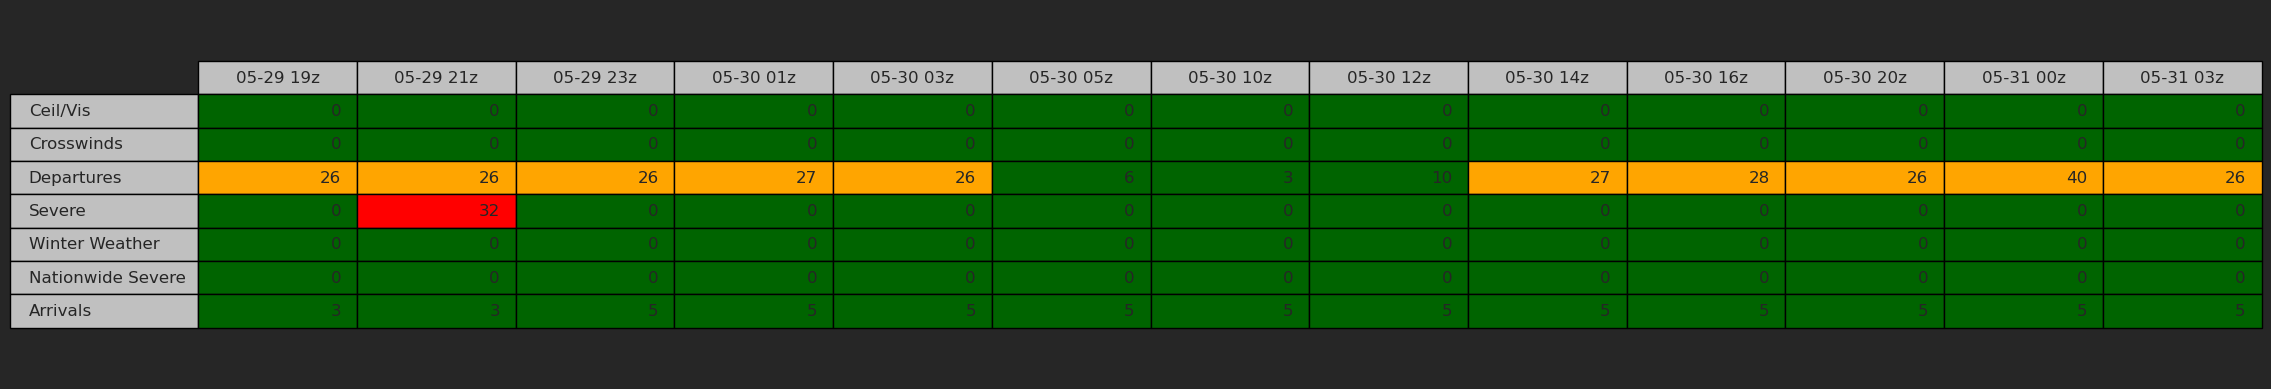 05-29 19z 05-29 21z 05-29 23z 05-30 01z 05-30 03z 05-30 05z 05-30 10z 05-30 12z 05-30 14z 05-30 16z 05-30 20z 05-31 00z 05-31 03z
Ceil/Vis 0 0 0 0 0 0 0 0 0 0 0 0 0
Crosswinds 0 0 0 0 0 0 0 0 0 0 0 0 0
Departures 26 26 26 27 26 6 3 10 27 28 26 40 26
Severe 0 32 0 0 0 0 0 0 0 0 0 0 0
Winter Weather 0 0 0 0 0 0 0 0 0 0 0 0 0
Nationwide Severe 0 0 0 0 0 0 0 0 0 0 0 0 0
Arrivals 3 3 5 5 5 5 5 5 5 5 5 5 5